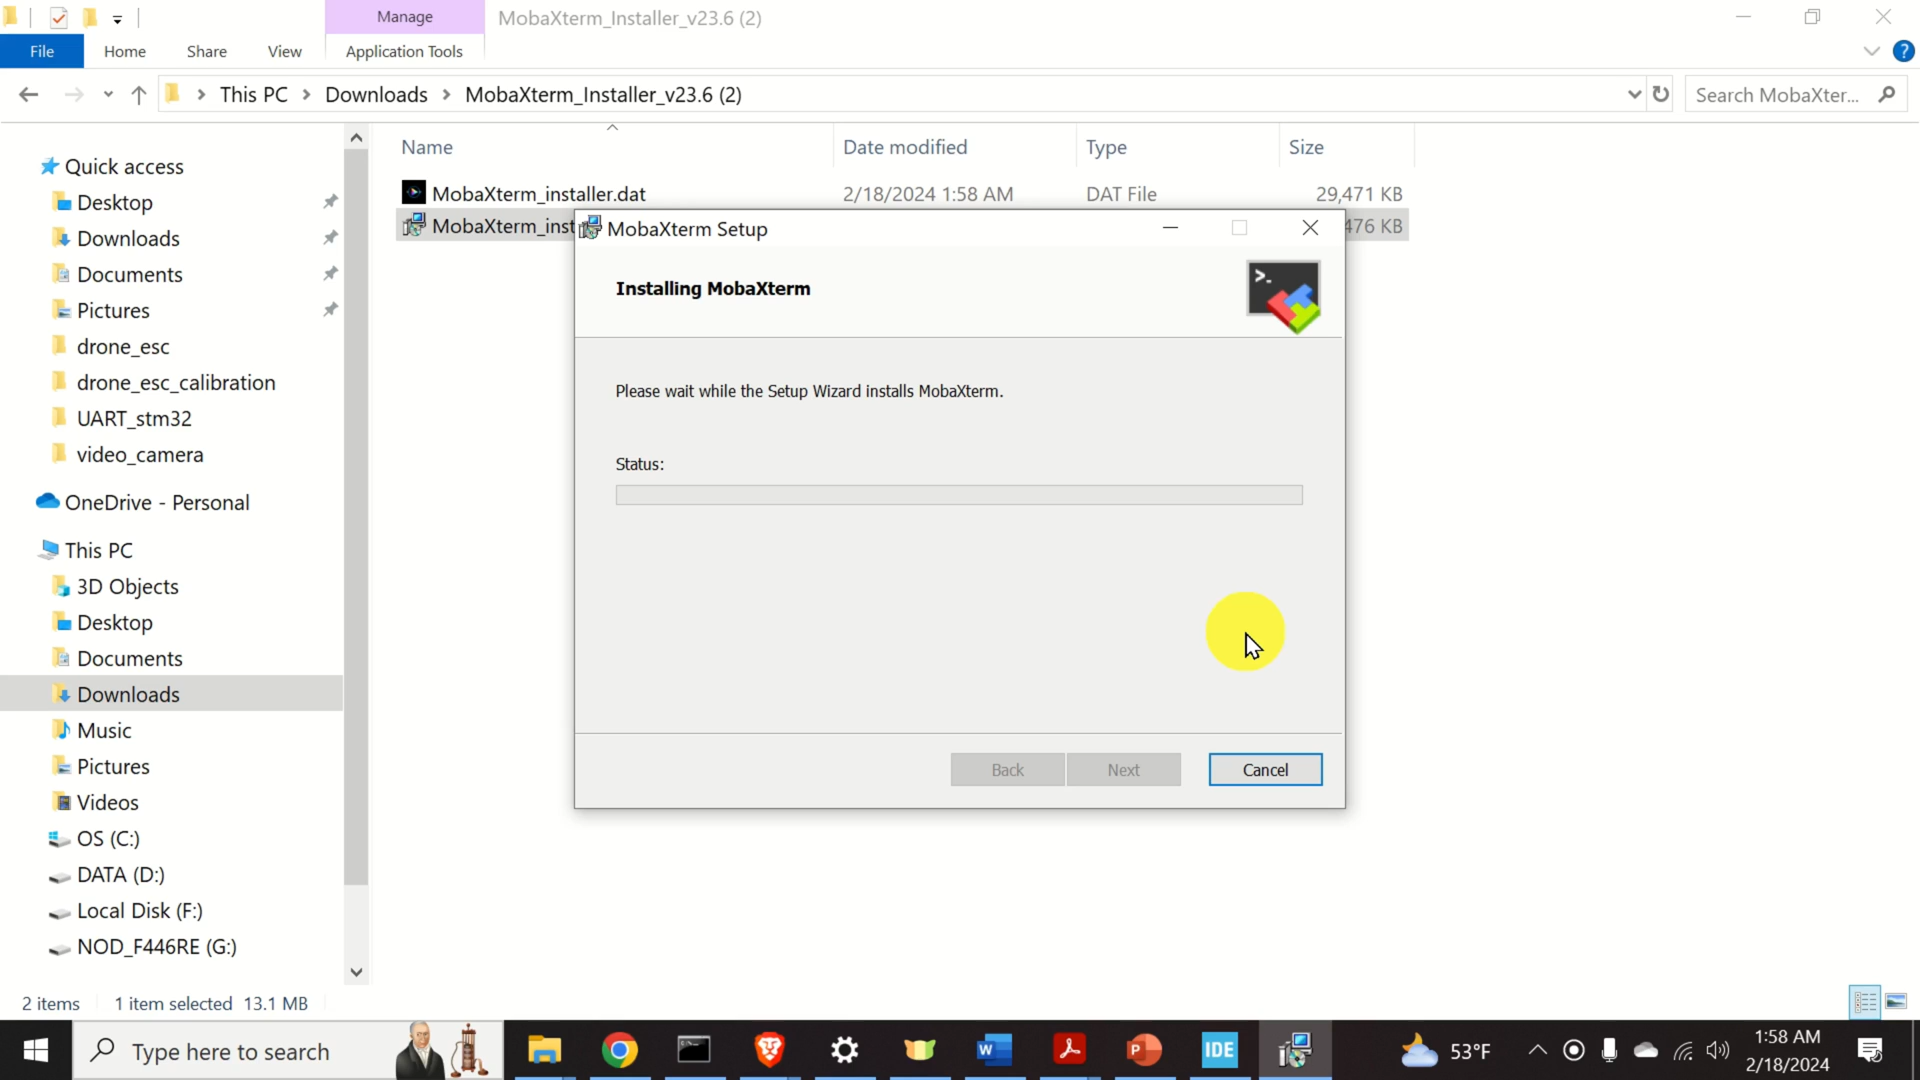 Manage
MobaXterm_Installer_v23.6 (2)
File
Home
Share
View
Application Tools
This PC
Downloads
MobaXterm_Installer_v23.6 (2)
Search MobaXter...
Name
Date modified
Type
Size
MobaXterm_installer.dat
2/18/2024 1:58 AM
DAT File
29,471 KB
MobaXterm_inst
476 KB
Quick access
Desktop
Downloads
Documents
Pictures
drone_esc
drone_esc_calibration
UART_stm32
video_camera
OneDrive - Personal
This PC
3D Objects
Desktop
Documents
Downloads
Music
Pictures
Videos
OS (C:)
DATA (D:)
Local Disk (F:)
NOD_F446RE (G:)
MobaXterm Setup
Installing MobaXterm
Please wait while the Setup Wizard installs MobaXterm.
Status:
Back
Next
Cancel
2 items
1 item selected 13.1 MB
Type here to search
IDE
53°F
1:58 AM
2/18/2024